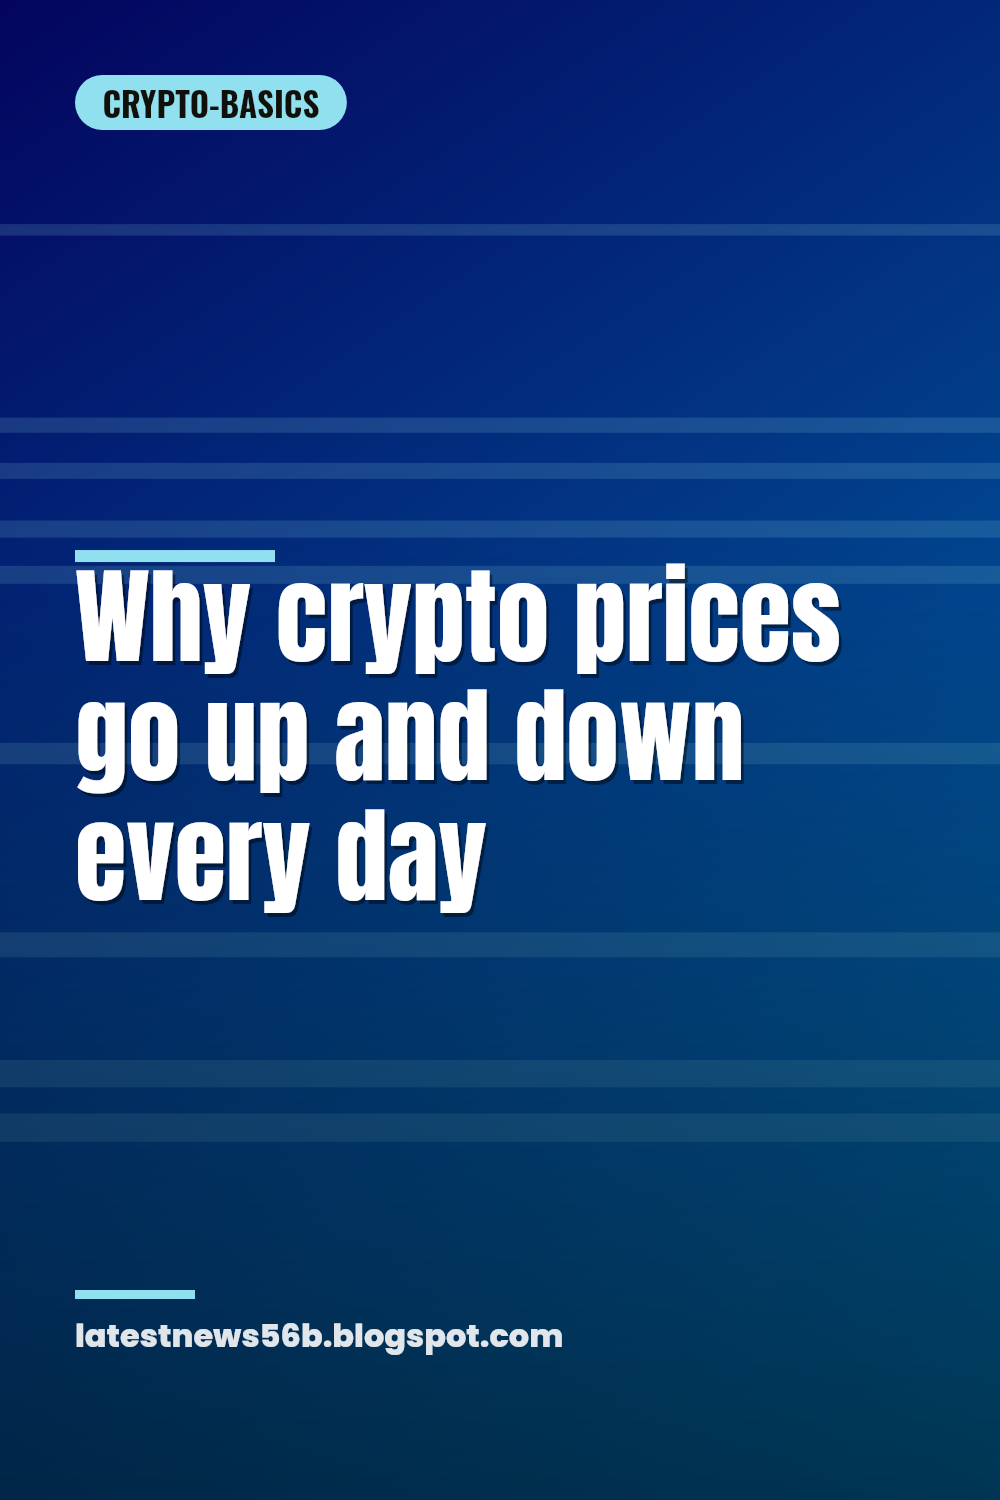 CRYPTO-BASICS
Why crypto prices
go up and down
every day
latestnews56b.blogspot.com